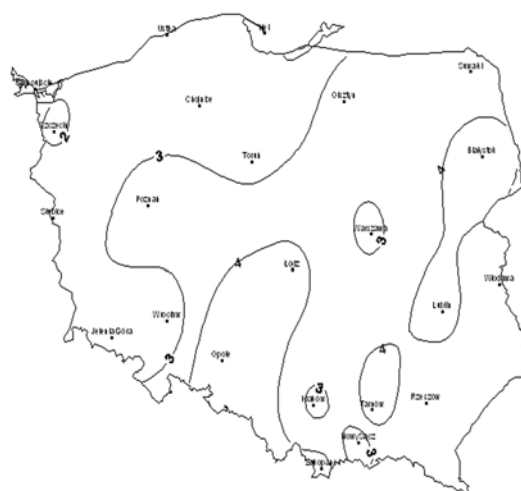 Ustka
Hel
Suwałki
Chojnice
Olsztyn
Szczecin
2
Toruń
3
Białystok
4
Poznań
Słubice
Warszawa
3
4
Łódź
Włodawa
Lublin
Wrocław
Jelenia Góra
3
Opole
4
3
Kraków
Tarnów
Rzeszów
Nowy Sącz
3
Zakopane